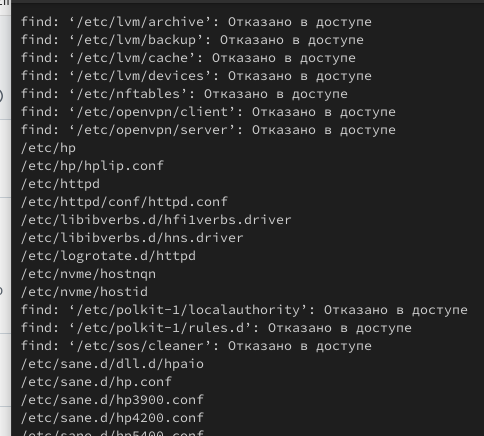 find: ‘/etc/lvm/archive’: Отказано в доступе
find: ‘/etc/lvm/backup’: Отказано в доступе
find: ‘/etc/lvm/cache’: Отказано в доступе
find: ‘/etc/lvm/devices’: Отказано в доступе
find: ‘/etc/nftables’: Отказано в доступе
find: ‘/etc/openvpn/client’: Отказано в доступе
find: ‘/etc/openvpn/server’: Отказано в доступе
/etc/hp
/etc/hp/hplip.conf
/etc/httpd
/etc/httpd/conf/httpd.conf
/etc/libibverbs.d/hfi1verbs.driver
/etc/libibverbs.d/hns.driver
/etc/logrotate.d/httpd
/etc/nvme/hostnqn
/etc/nvme/hostid
find: ‘/etc/polkit-1/localauthority’: Отказано в доступе
find: ‘/etc/polkit-1/rules.d’: Отказано в доступе
find: ‘/etc/sos/cleaner’: Отказано в доступе
/etc/sane.d/dll.d/hpaio
/etc/sane.d/hp.conf
/etc/sane.d/hp3900.conf
/etc/sane.d/hp4200.conf
/etc/sane.d/hp5400.conf